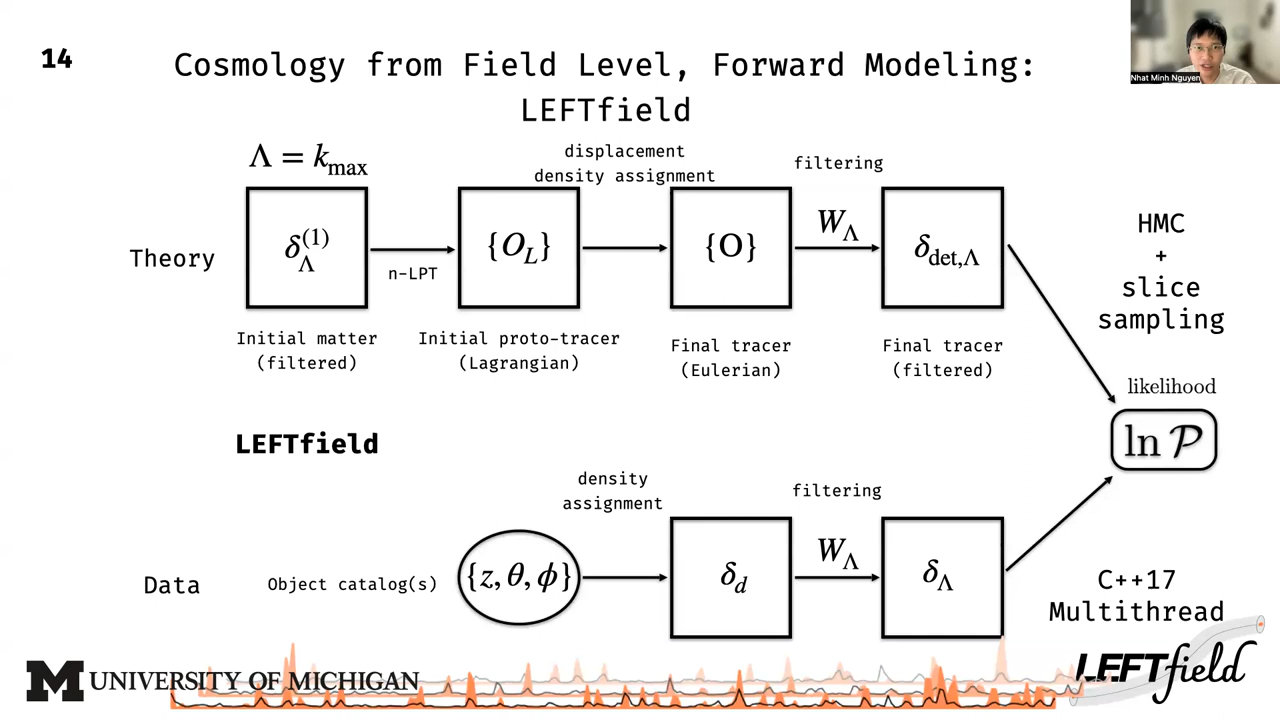 14
Cosmology from Field Level, Forward Modeling:
LEFTfield
Nhat Minh Nguyen
Λ = k_max
displacement
density assignment
filtering
Theory
δ_Λ^(1)
n-LPT
{O_L}
{O}
W_Λ
δ_det,Λ
HMC
+
slice
sampling
Initial matter
(filtered)
Initial proto-tracer
(Lagrangian)
Final tracer
(Eulerian)
Final tracer
(filtered)
likelihood
ln 𝒫
LEFTfield
density
assignment
filtering
Data
Object catalog(s)
{z, θ, ϕ}
δ_d
W_Λ
δ_Λ
C++17
Multithread
M UNIVERSITY OF MICHIGAN
LEFTfield